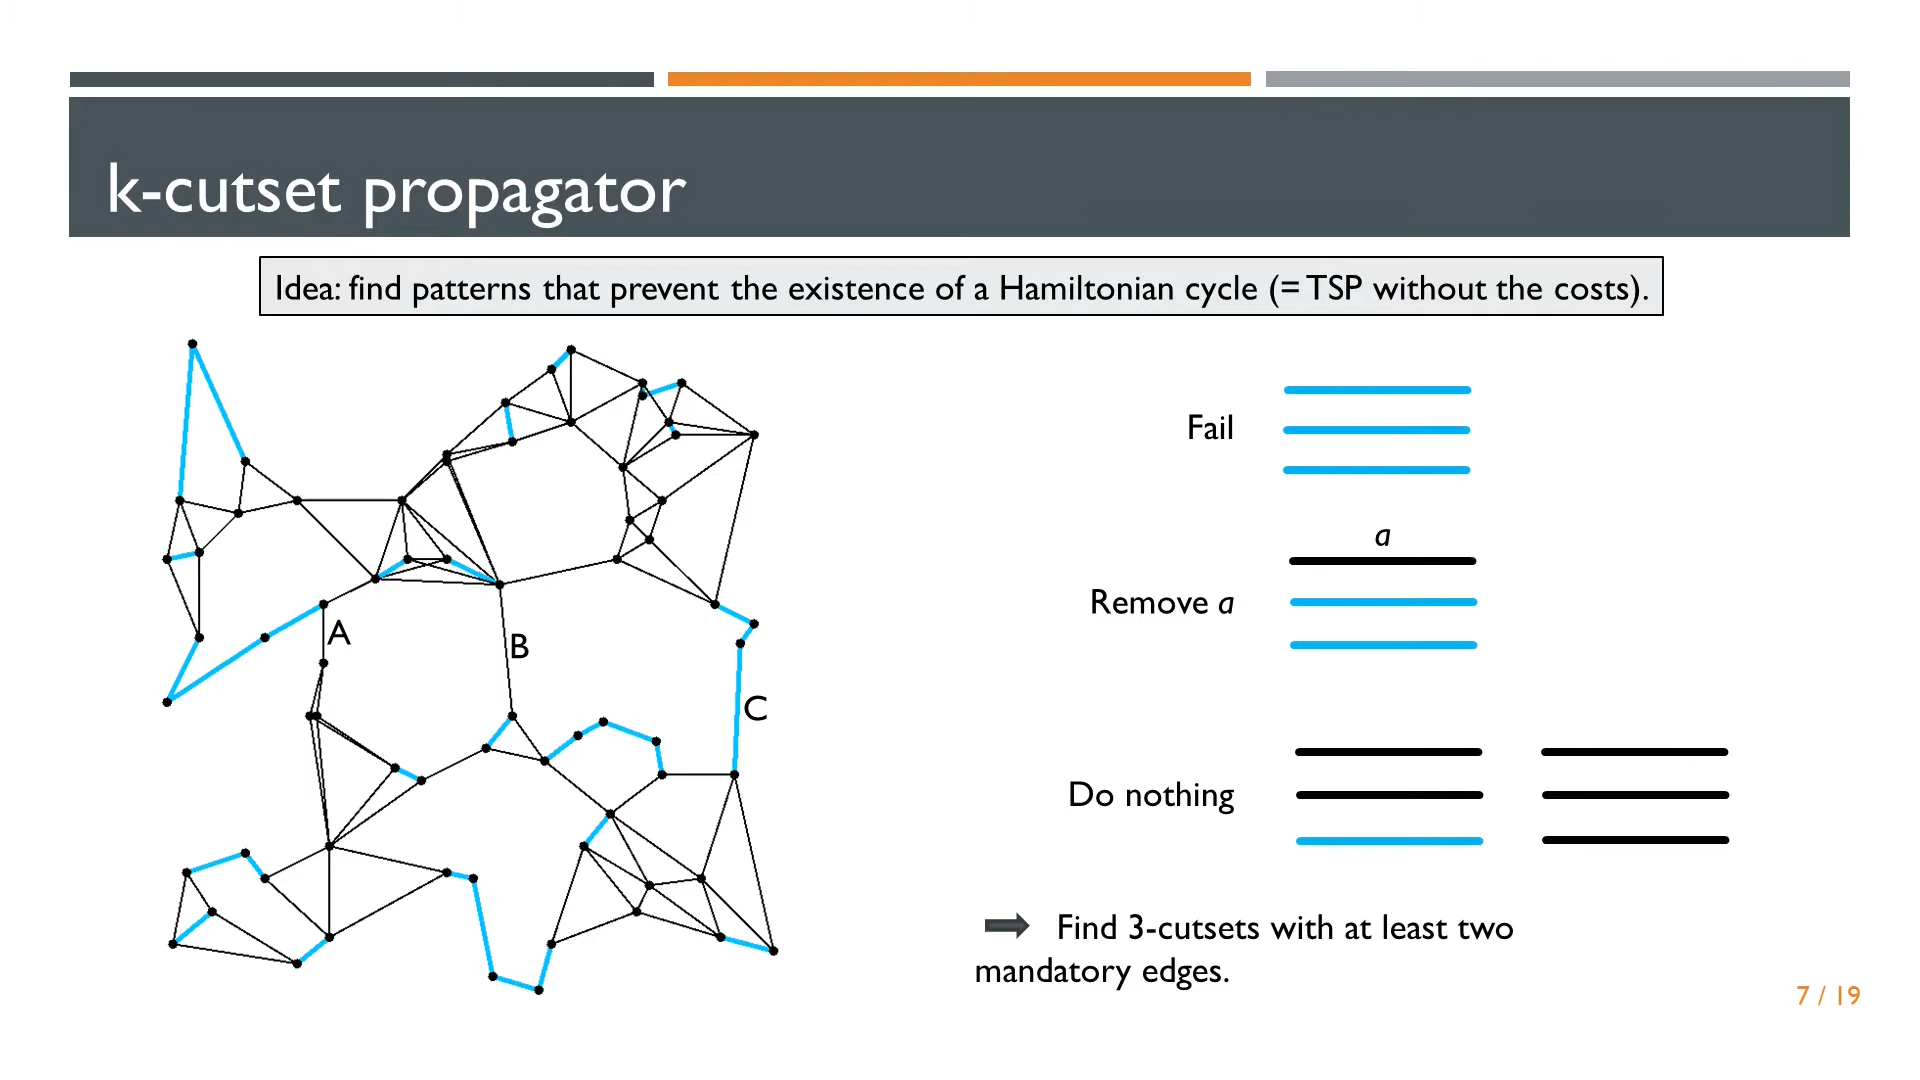 k-cutset propagator
Idea: find patterns that prevent the existence of a Hamiltonian cycle (= TSP without the costs).
A
B
C
Fail
a
Remove a
Do nothing
Find 3-cutsets with at least two
mandatory edges.
7 / 19